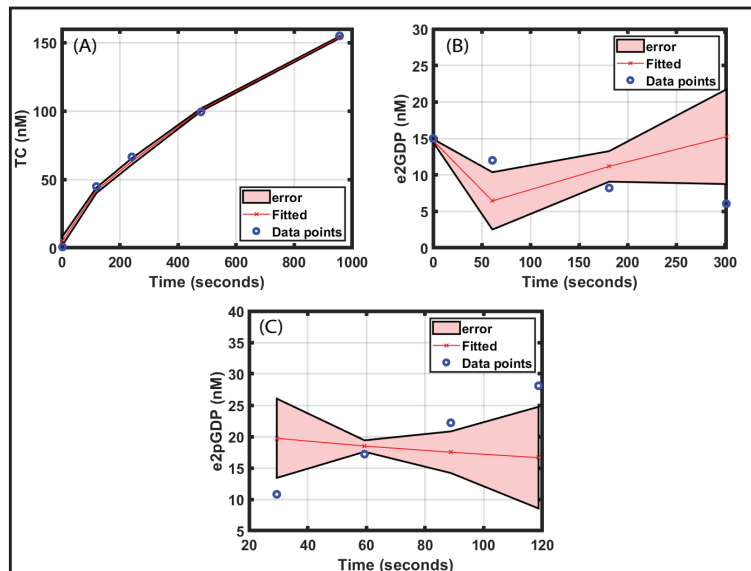 (A)
150
100
50
0
TC (nM)
0 200 400 600 800 1000
Time (seconds)
error
Fitted
Data points
(B)
30
25
20
15
10
5
0
e2GDP (nM)
0 50 100 150 200 250 300
Time (seconds)
error
Fitted
Data points
(C)
40
35
30
25
20
15
10
5
e2pGDP (nM)
20 40 60 80 100 120
Time (seconds)
error
Fitted
Data points